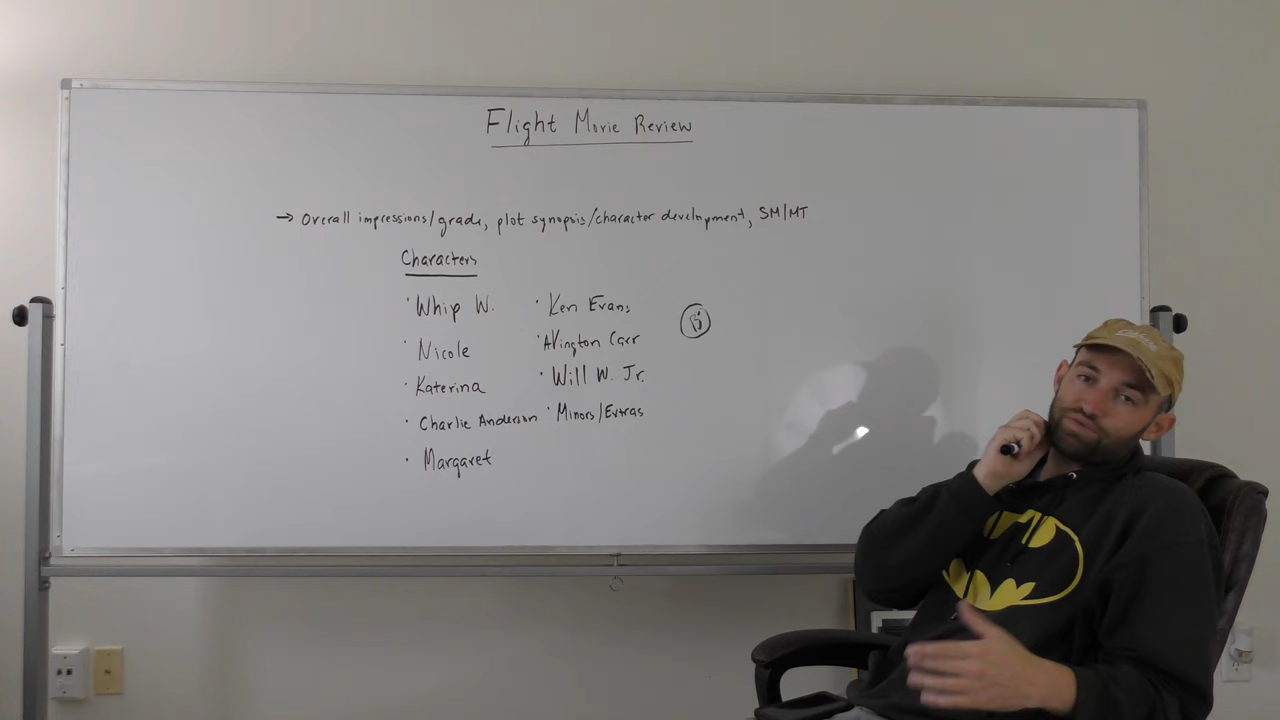 Flight Movie Review
→ Overall impressions/grade, plot synopsis/character development, SM/MT
Characters
· Whip W.
· Nicole
· Katerina
· Charlie Anderson
· Margaret
· Ken Evans
· Avington Carr
· Will W. Jr.
· Minors/Extras